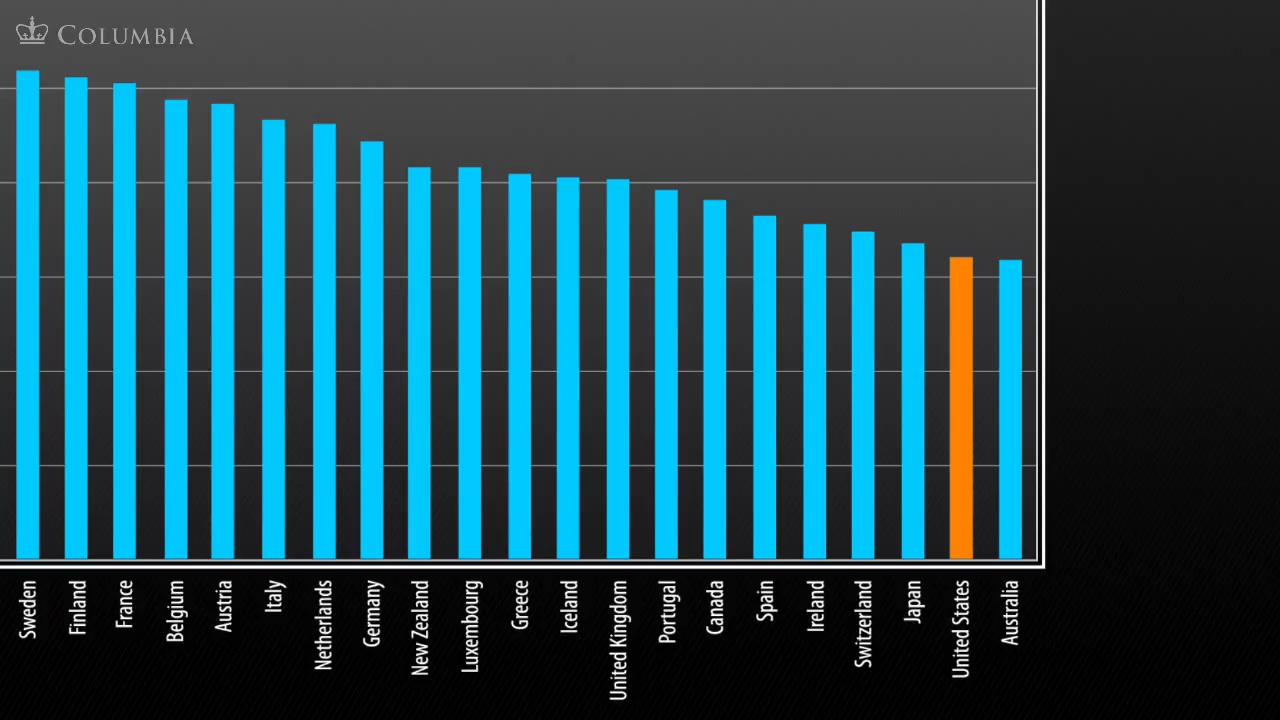 COLUMBIA
Sweden
Finland
France
Belgium
Austria
Italy
Netherlands
Germany
New Zealand
Luxembourg
Greece
Iceland
United Kingdom
Portugal
Canada
Spain
Ireland
Switzerland
Japan
United States
Australia